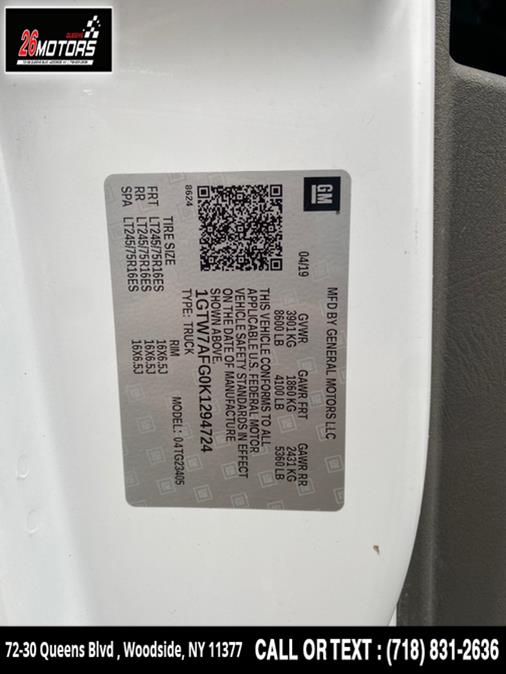 QUEENS
26 MOTORS
MFD BY GENERAL MOTORS LLC
GM
04/19
GVWR GAWR FRT GAWR RR
3901 KG 1860 KG 2431 KG
8600 LB 4100 LB 5360 LB
THIS VEHICLE CONFORMS TO ALL
APPLICABLE U.S. FEDERAL MOTOR
VEHICLE SAFETY STANDARDS IN EFFECT
ON THE DATE OF MANUFACTURE
SHOWN ABOVE.
1GTW7AFG0K1294724
TYPE: TRUCK
8624
MODEL: 04TG23405
TIRE SIZE RIM
FRT LT245/75R16ES 16X6.5J
RR LT245/75R16ES 16X6.5J
SPA LT245/75R16ES 16X6.5J
72-30 Queens Blvd , Woodside, NY 11377 CALL OR TEXT : (718) 831-2636